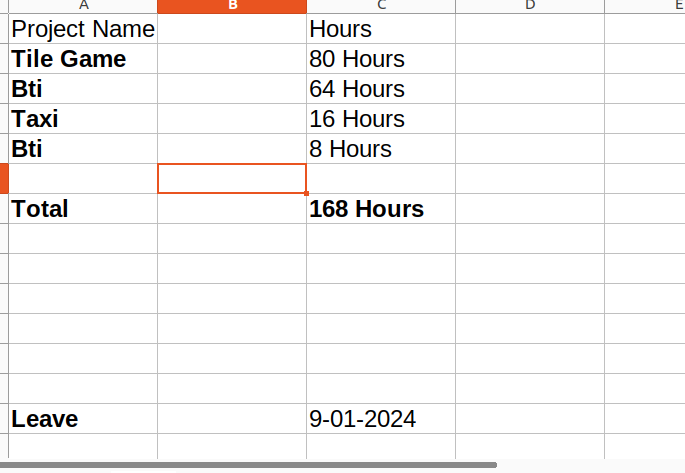 A B C D E
Project Name Hours
Tile Game 80 Hours
Bti 64 Hours
Taxi 16 Hours
Bti 8 Hours
Total 168 Hours
Leave 9-01-2024